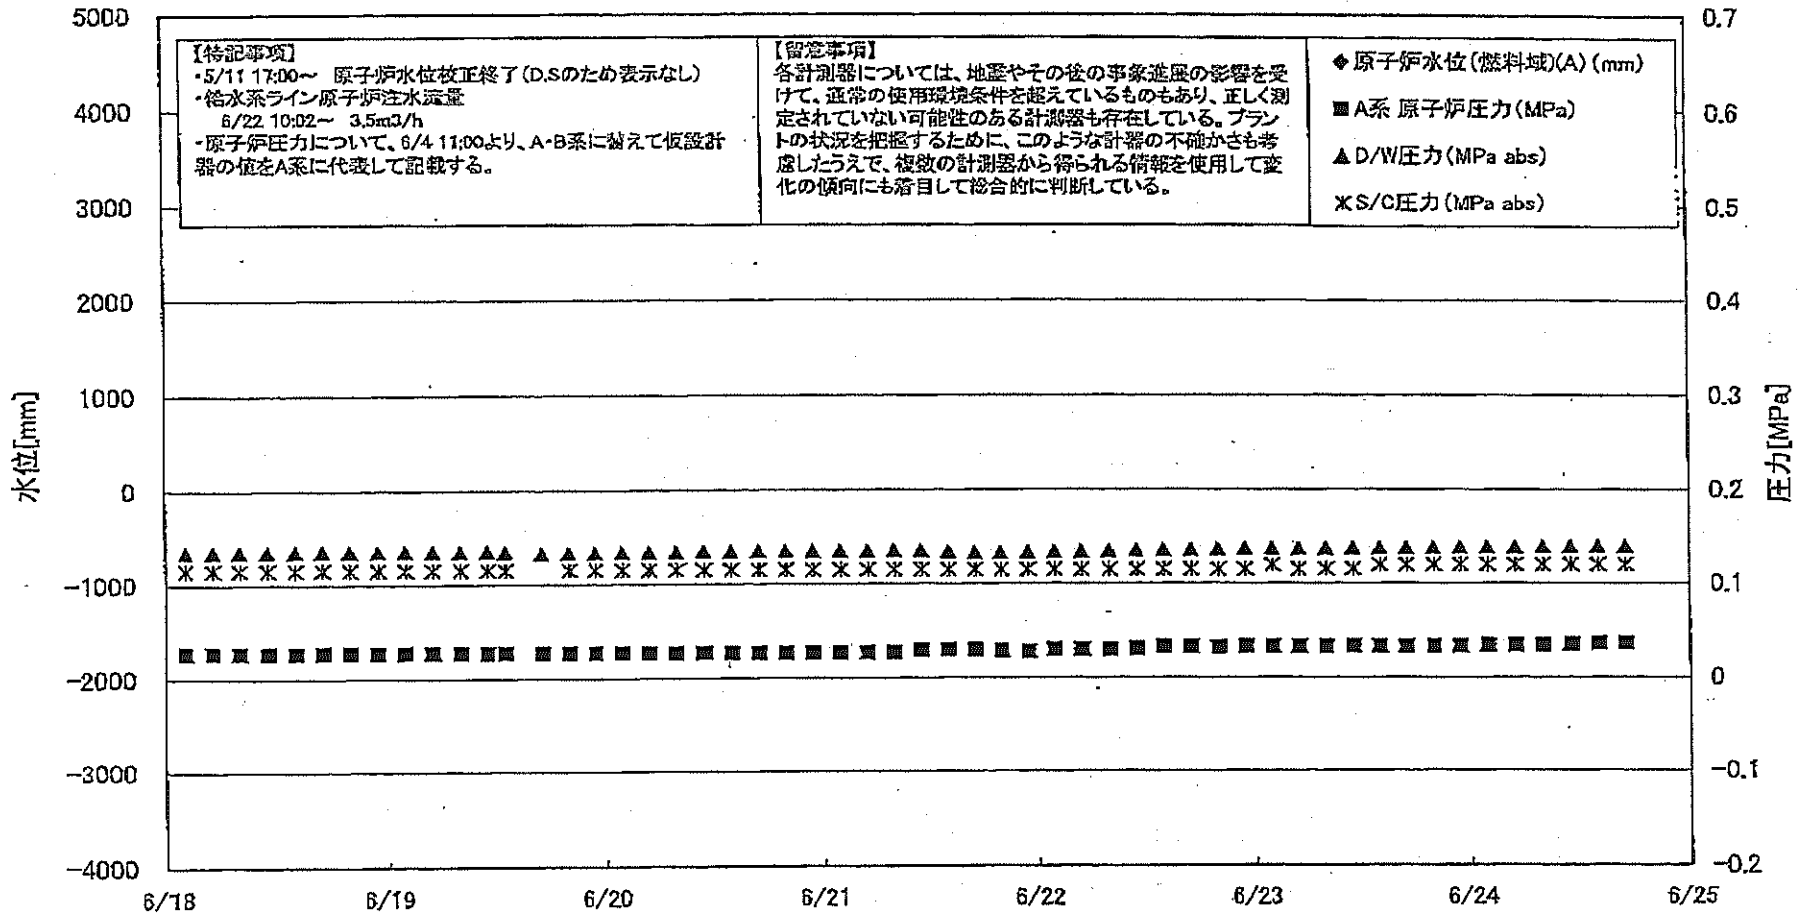 5000
4000
3000
2000
1000
0
-1000
-2000
-3000
-4000
水位[mm]
【特記事項】
・5/11 17:00～ 原子炉水位校正終了(D.Sのため表示なし)
・給水系ライン原子炉注水流量
6/22 10:02～ 3.5m3/h
・原子炉圧力について、6/4 11:00より、A・B系に替えて仮設計
器の値をA系に代表して記載する。
【留意事項】
各計測器については、地震やその後の事象進展の影響を受
けて、通常の使用環境条件を超えているものもあり、正しく測
定されていない可能性のある計測器も存在している。プラン
トの状況を把握するために、このような計器の不確かさも考
慮したうえで、複数の計測器から得られる情報を使用して変
化の傾向にも着目して総合的に判断している。
◆原子炉水位(燃料域)(A)(mm)
■A系 原子炉圧力(MPa)
▲D/W圧力(MPa abs)
S/C圧力(MPa abs)
0.7
0.6
0.5
0.4
0.3
0.2
0.1
0
-0.1
-0.2
圧力[MPa]
6/18
6/19
6/20
6/21
6/22
6/23
6/24
6/25